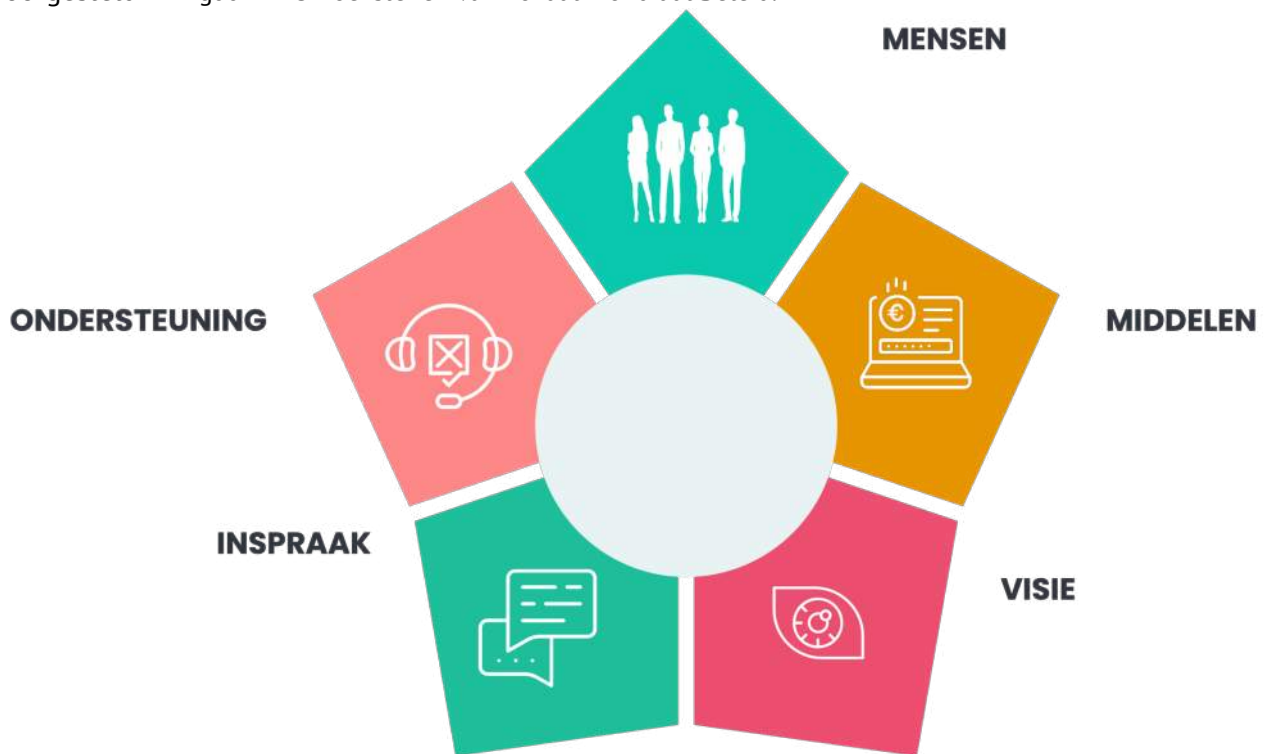 MENSEN
ONDERSTEUNING
MIDDELEN
INSPRAAK
VISIE
€